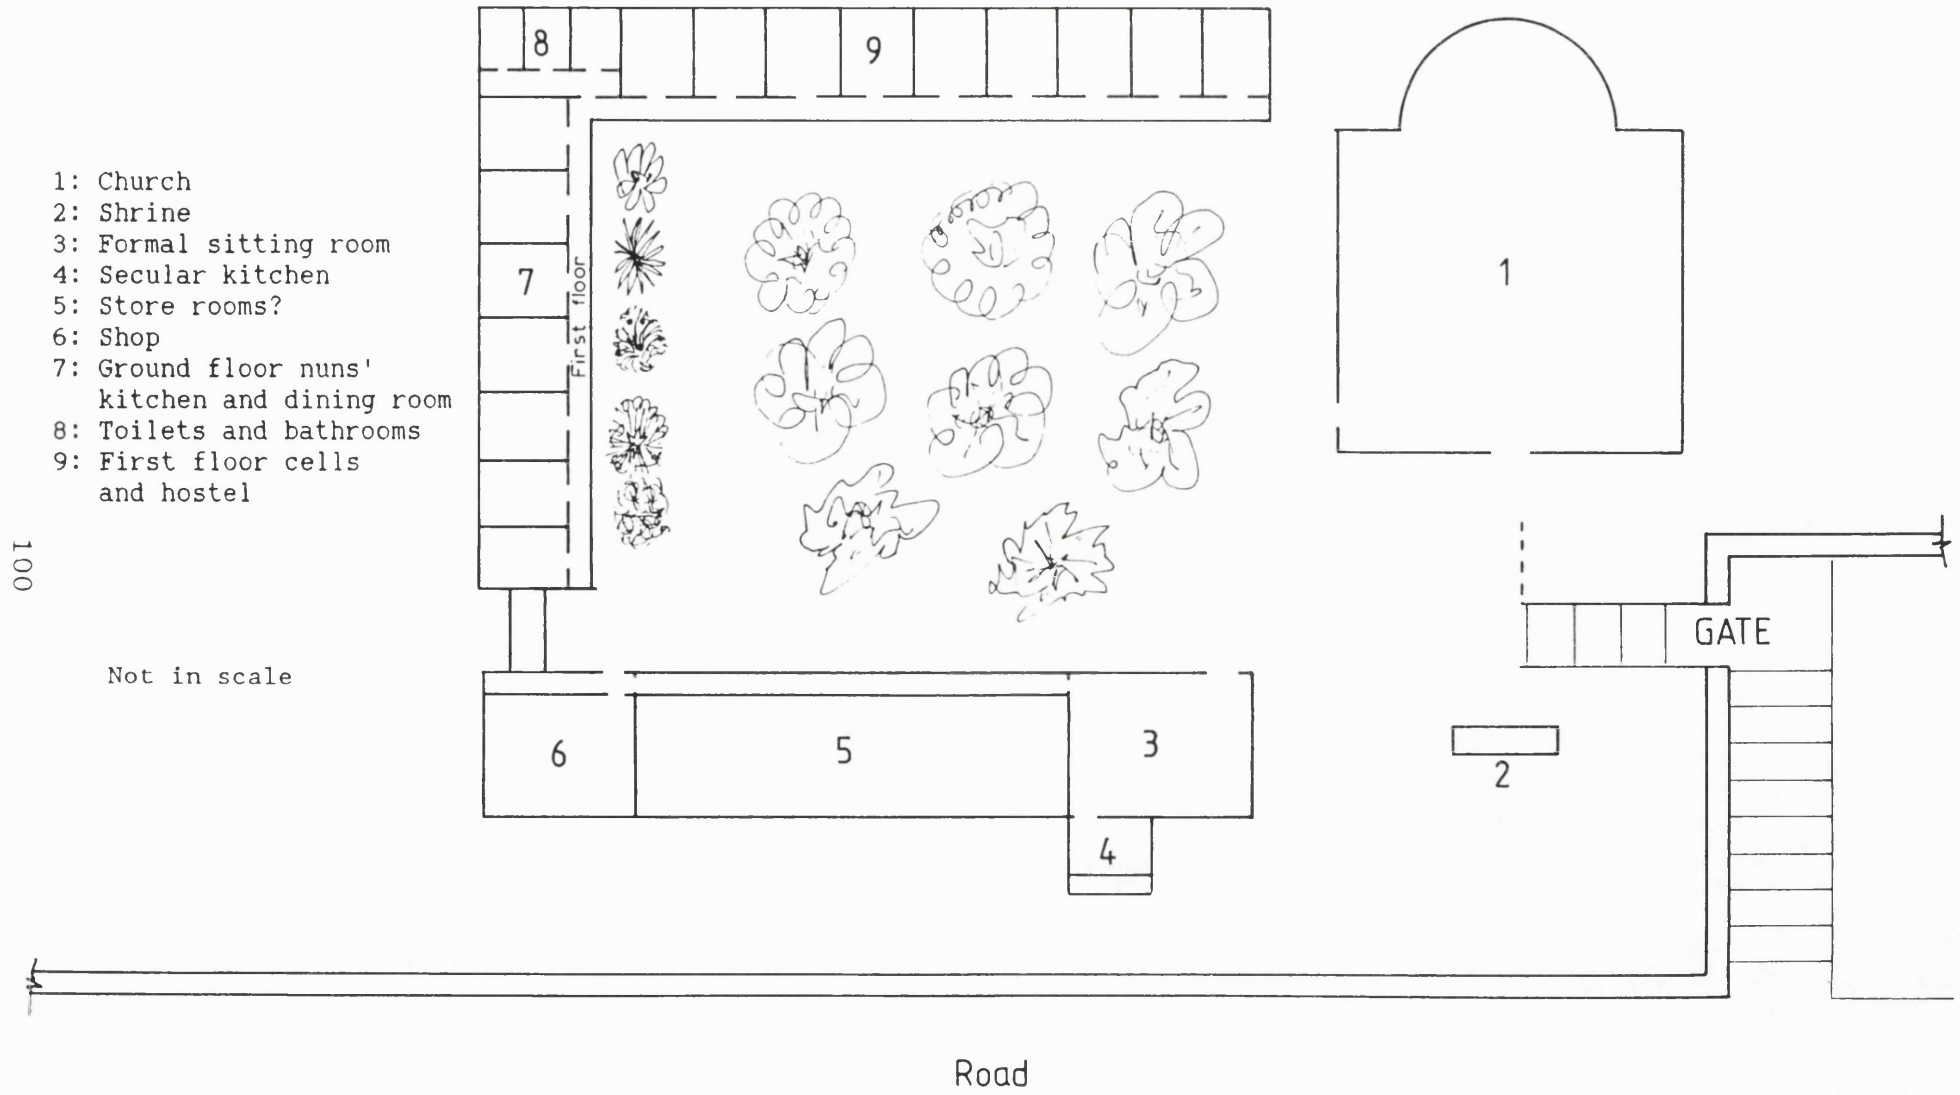 8
9
1: Church
2: Shrine
3: Formal sitting room
4: Secular kitchen
5: Store rooms?
6: Shop
7: Ground floor nuns'
kitchen and dining room
8: Toilets and bathrooms
9: First floor cells
and hostel
7
First floor
1
100
GATE
Not in scale
6
5
3
2
4
Road